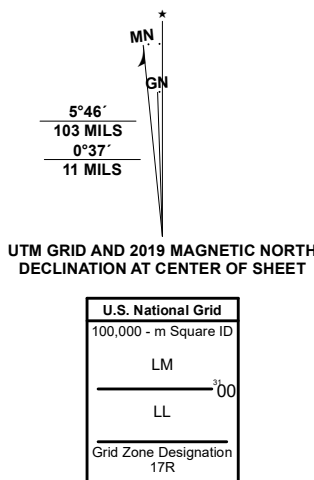 ★
MN
GN
5°46´
103 MILS
0°37´
11 MILS
UTM GRID AND 2019 MAGNETIC NORTH
DECLINATION AT CENTER OF SHEET
U.S. National Grid
100,000 - m Square ID
LM
³¹00
LL
Grid Zone Designation
17R